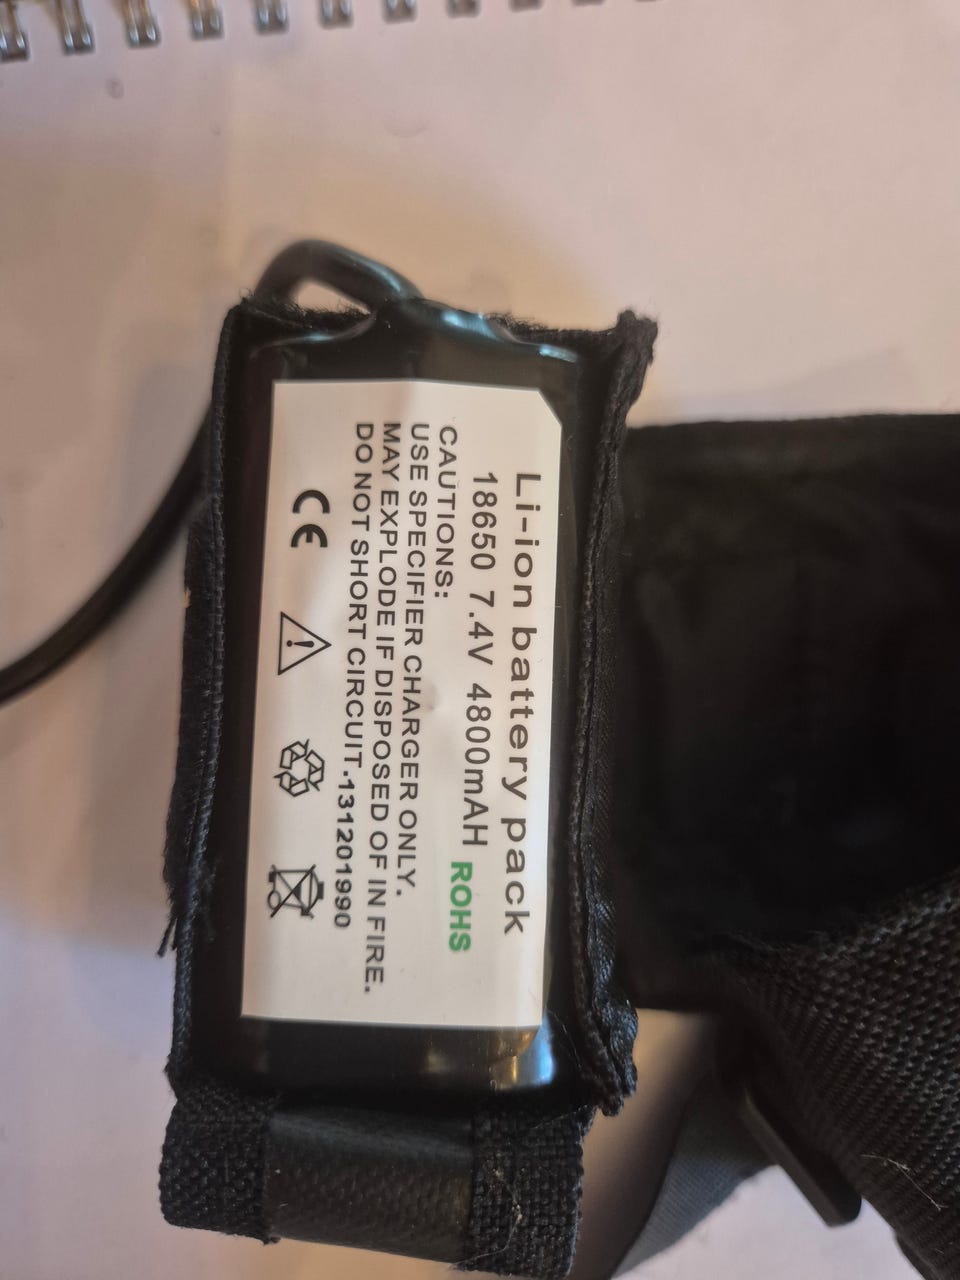 Li-ion battery pack
18650 7.4V 4800mAH ROHS
CAUTIONS:
USE SPECIFIER CHARGER ONLY.
MAY EXPLODE IF DISPOSED OF IN FIRE.
DO NOT SHORT CIRCUIT.131201990
CE